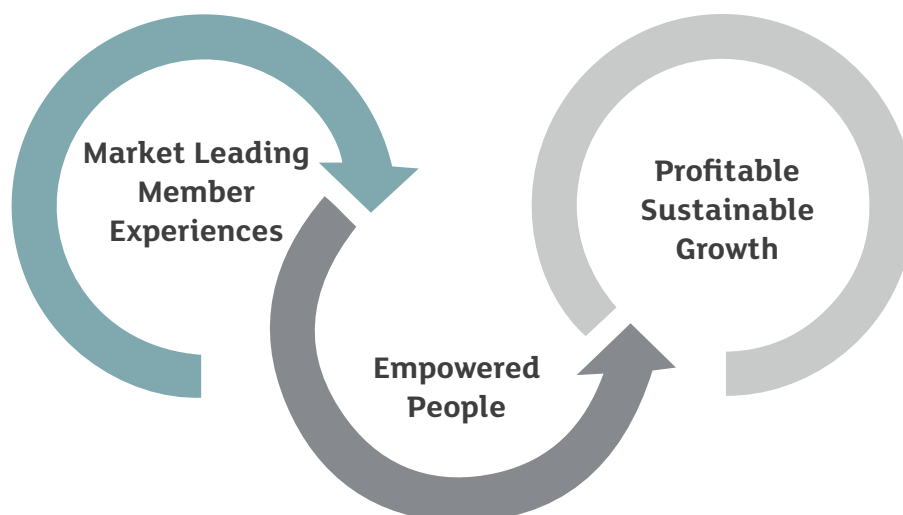 Market Leading
Member
Experiences
Empowered
People
Profitable
Sustainable
Growth